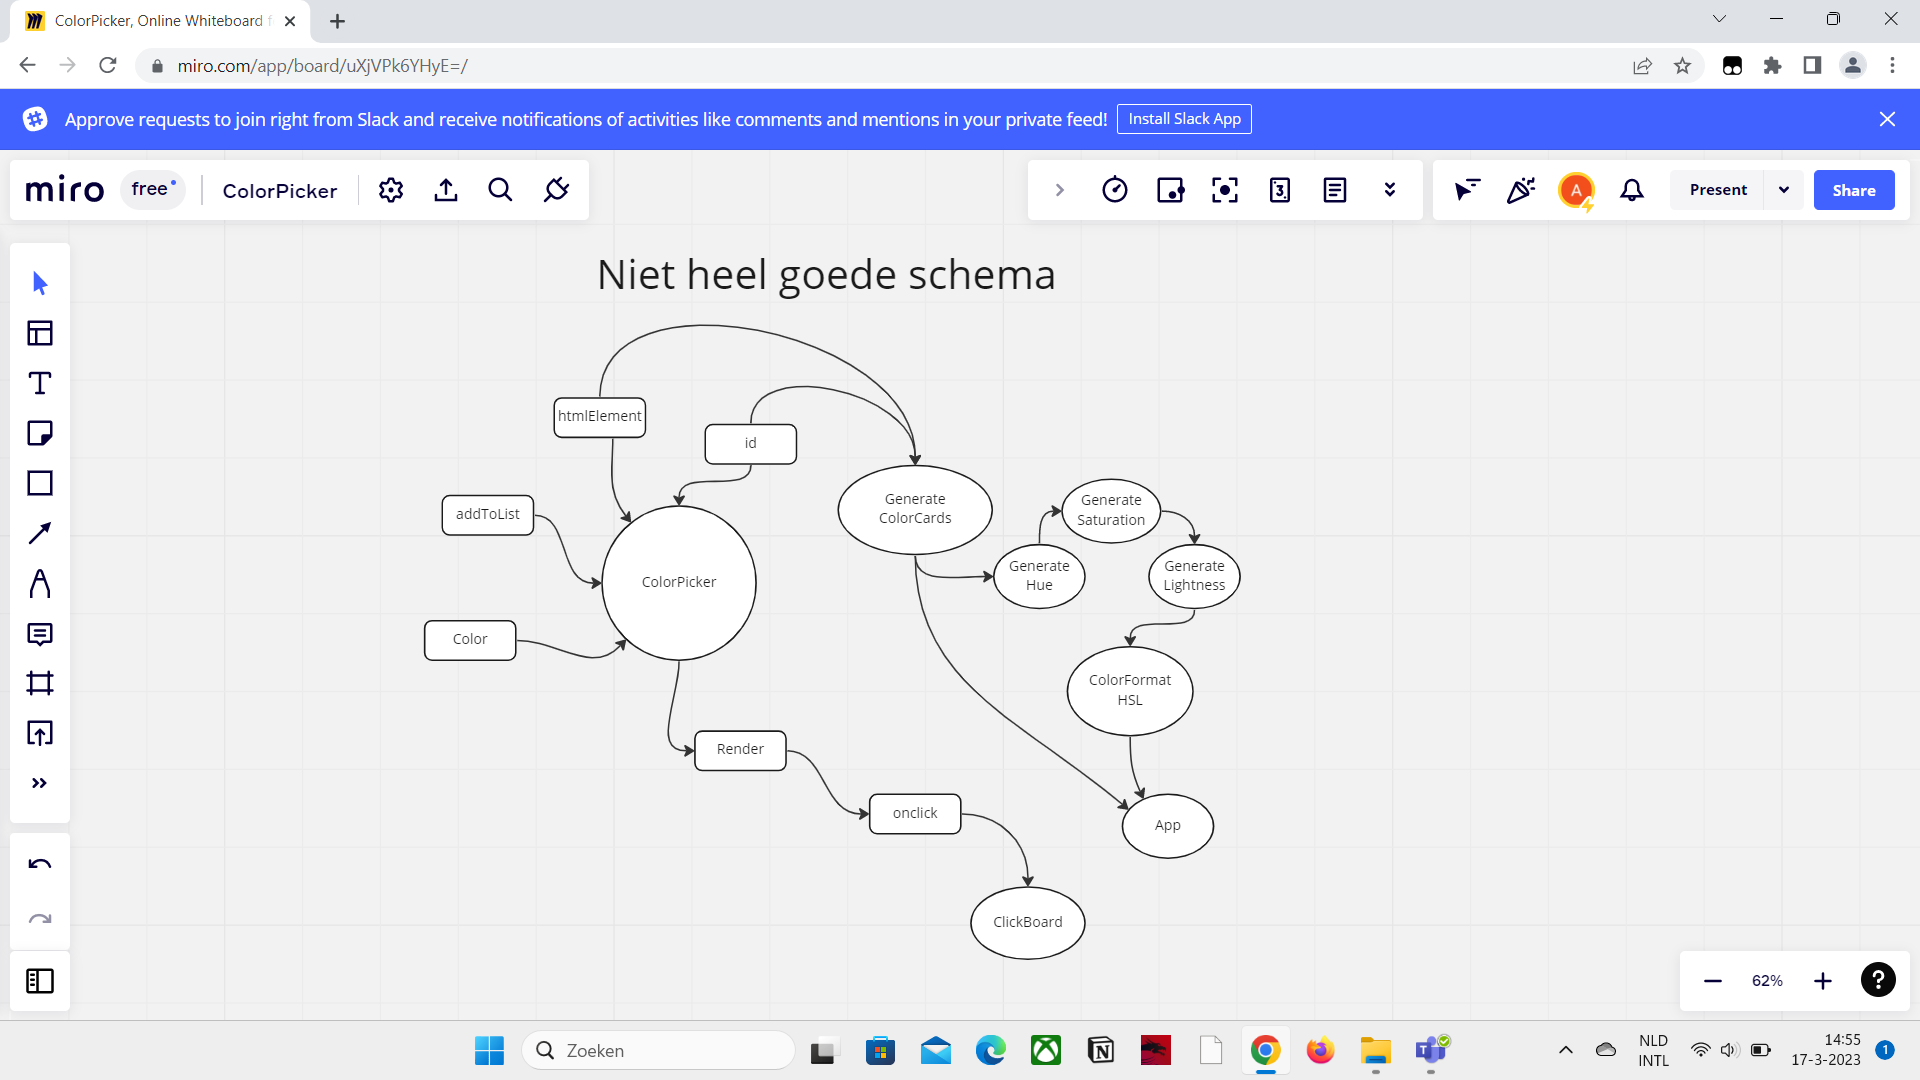 ColorPicker, Online Whiteboard f
miro.com/app/board/uXjVPk6YHyE=/
Approve requests to join right from Slack and receive notifications of activities like comments and mentions in your private feed!
Install Slack App
miro
free
ColorPicker
3
A
Present
Share
Niet heel goede schema
htmlElement
id
Generate
ColorCards
Generate
Saturation
addToList
Generate
Hue
Generate
Lightness
ColorPicker
Color
ColorFormat
HSL
Render
onclick
App
ClickBoard
62%
?
Zoeken
NLD
INTL
14:55
17-3-2023
1